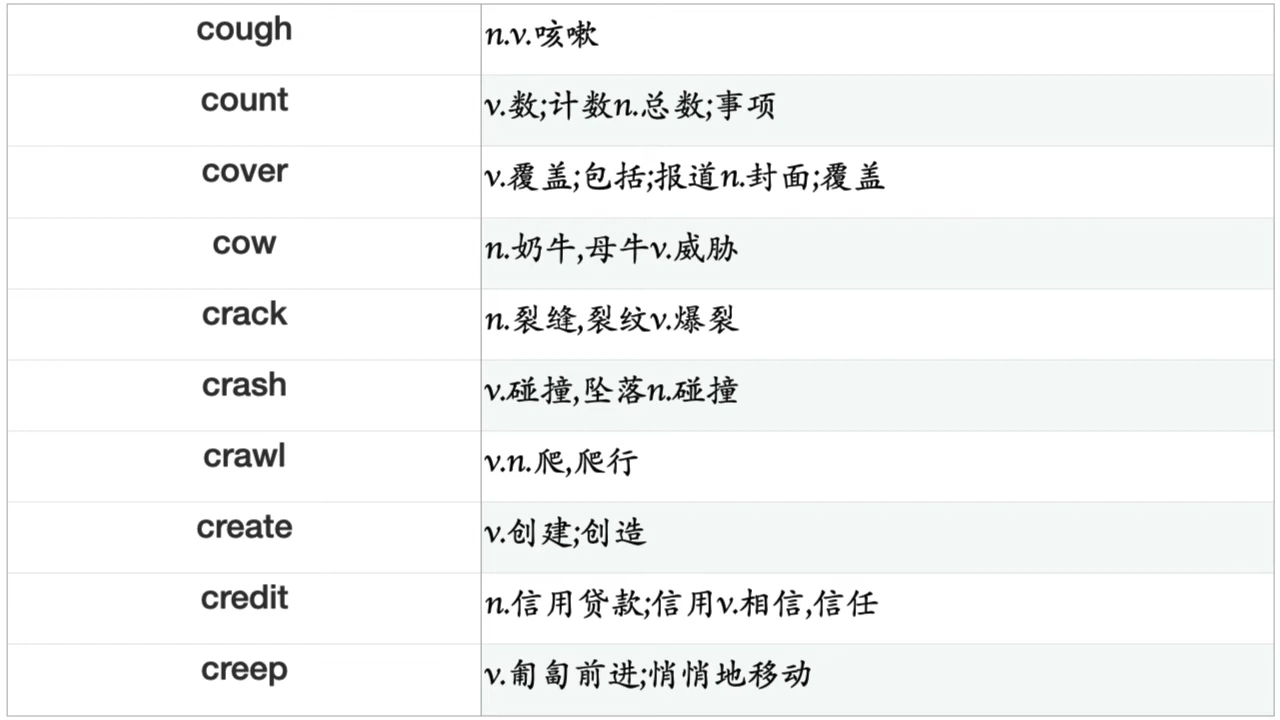 cough n.v.咳嗽
count v.数;计数n.总数;事项
cover v.覆盖;包括;报道n.封面;覆盖
cow n.奶牛,母牛v.威胁
crack n.裂缝,裂纹v.爆裂
crash v.碰撞,坠落n.碰撞
crawl v.n.爬,爬行
create v.创建;创造
credit n.信用贷款;信用v.相信,信任
creep v.匍匐前进;悄悄地移动